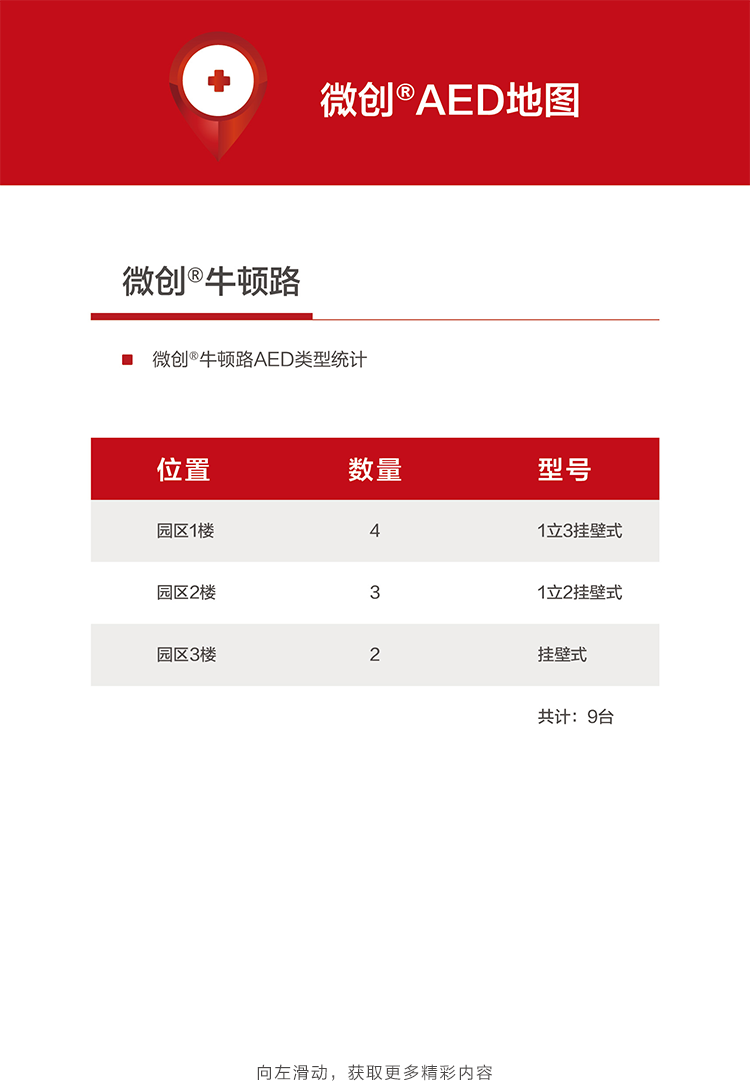 微创®AED地图
微创®牛顿路
微创®牛顿路AED类型统计
位置 数量 型号
园区1楼 4 1立3挂壁式
园区2楼 3 1立2挂壁式
园区3楼 2 挂壁式
共计：9台
向左滑动，获取更多精彩内容